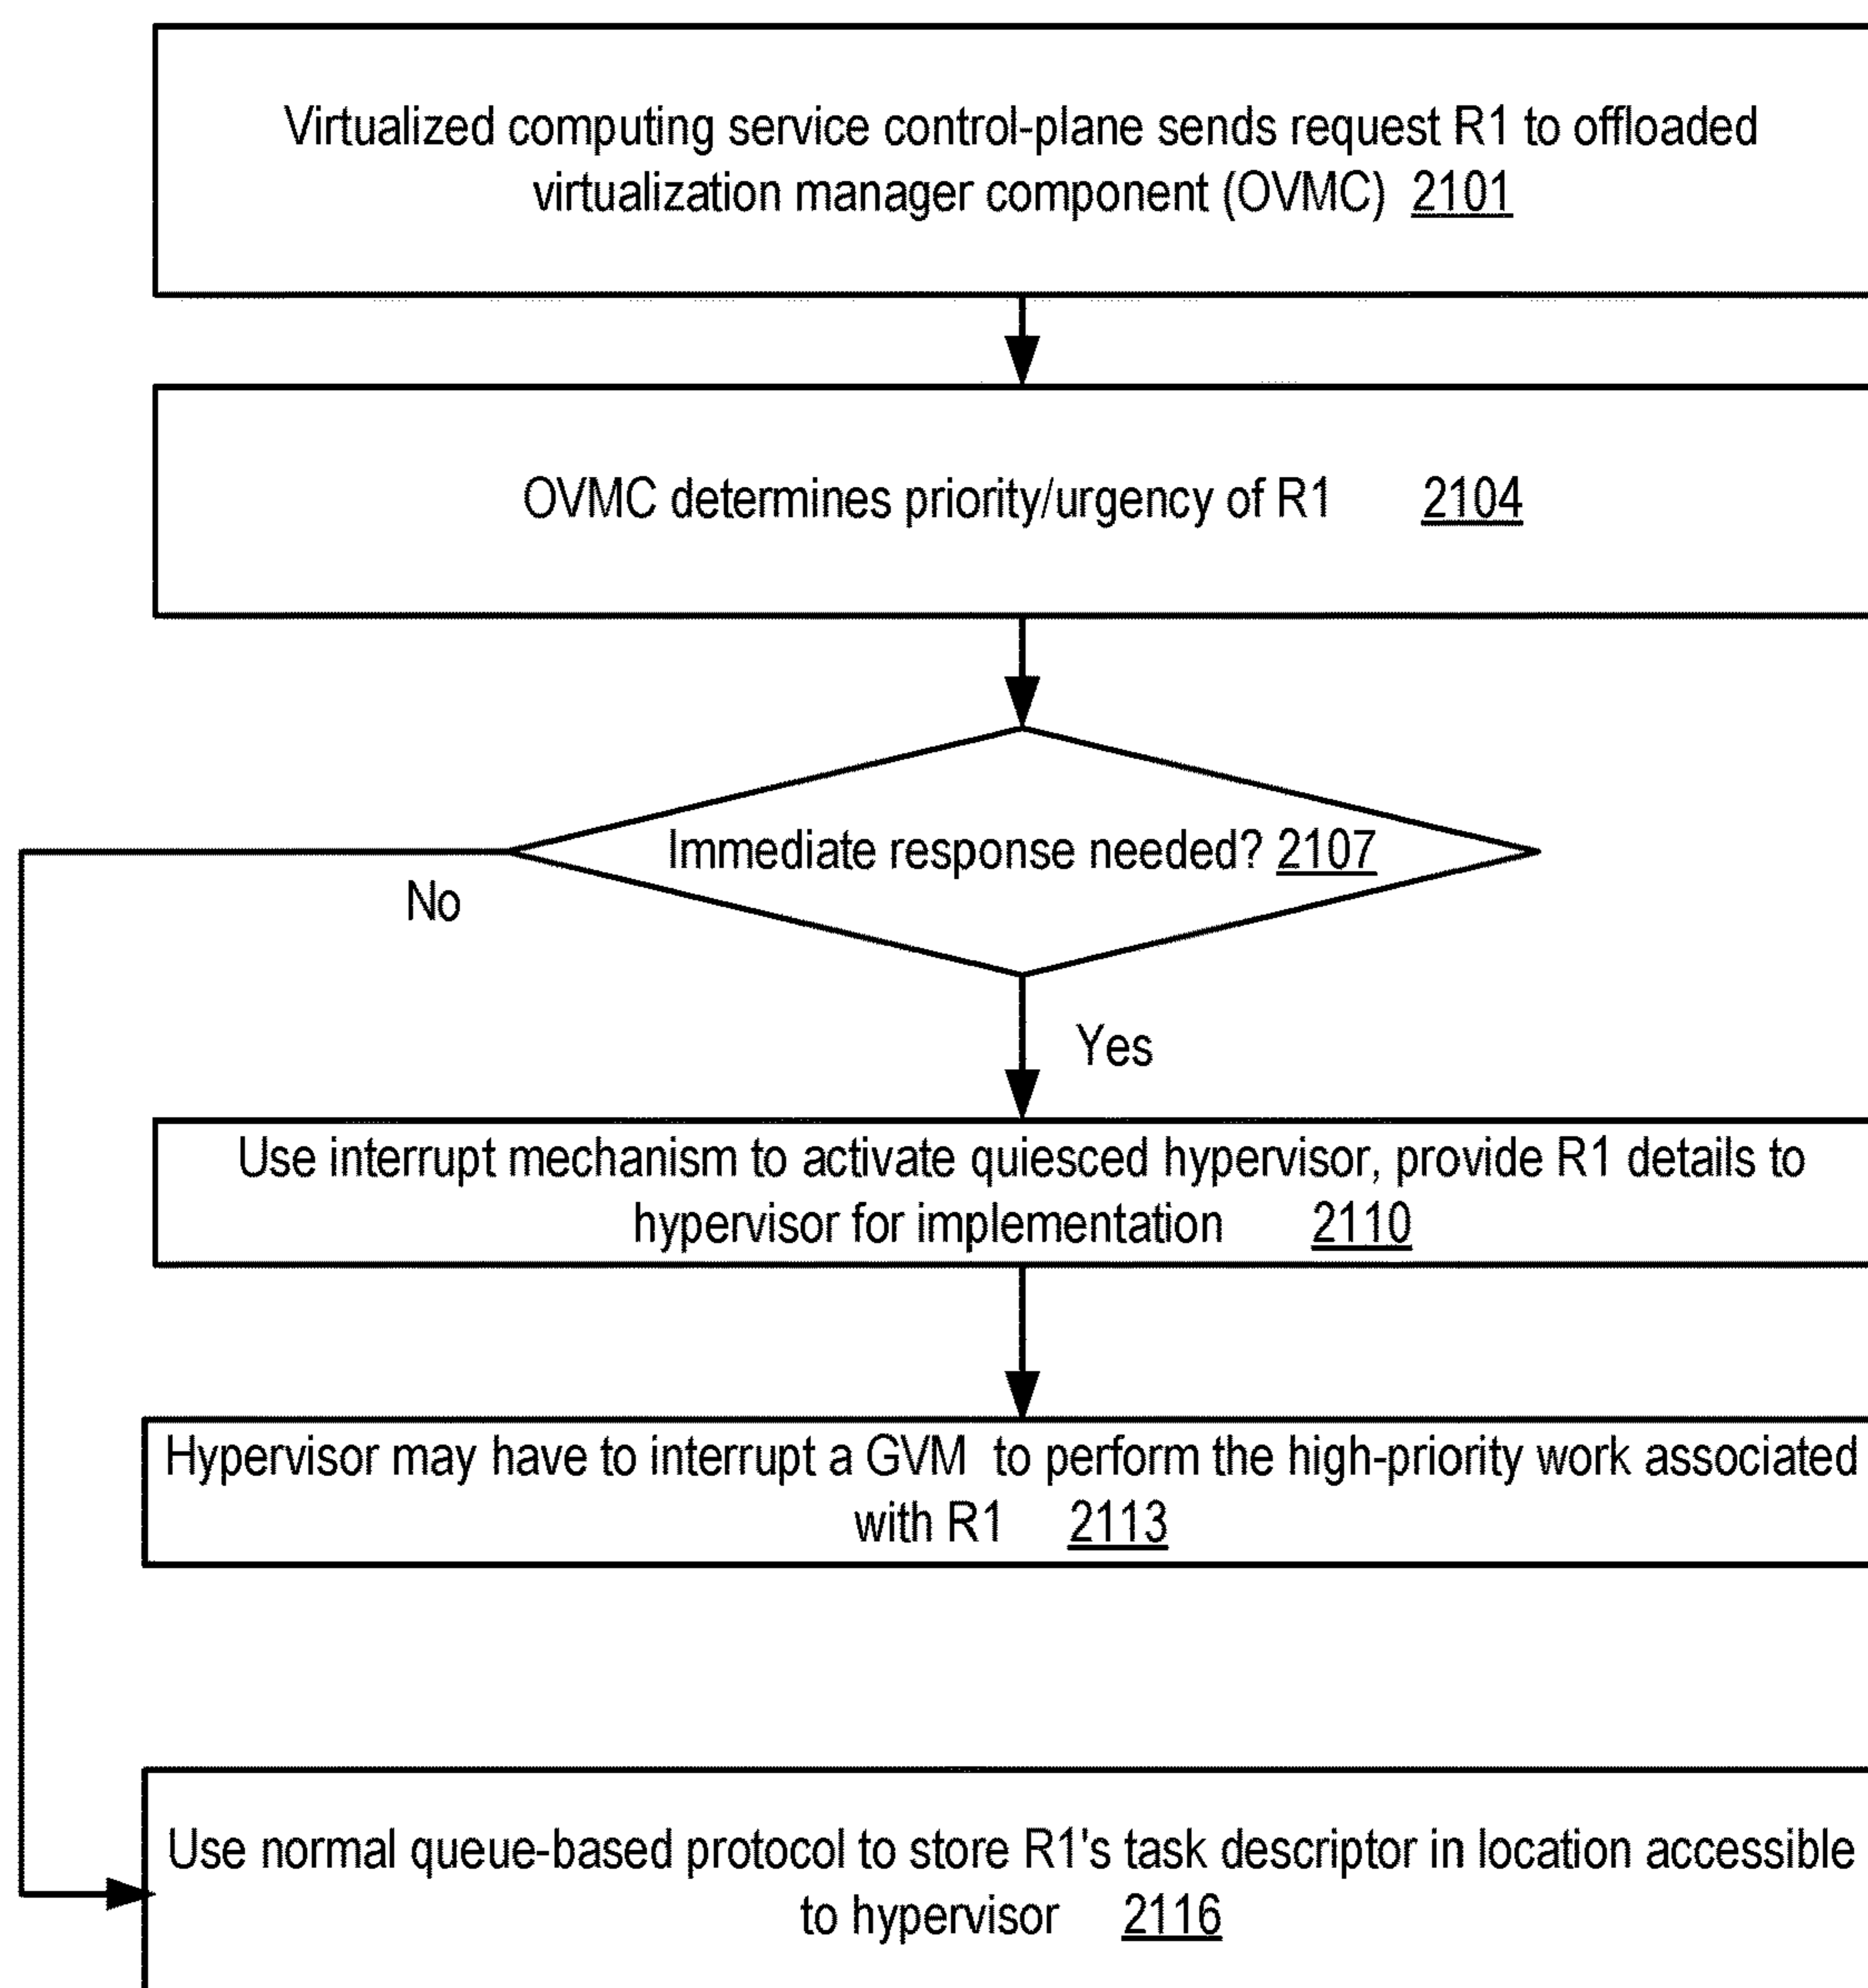 Virtualized computing service control-plane sends request R1 to offloaded
virtualization manager component (OVMC) 2101
OVMC determines priority/urgency of R1 2104
Immediate response needed? 2107
No
Yes
Use interrupt mechanism to activate quiesced hypervisor, provide R1 details to
hypervisor for implementation 2110
Hypervisor may have to interrupt a GVM to perform the high-priority work associated
with R1 2113
Use normal queue-based protocol to store R1's task descriptor in location accessible
to hypervisor 2116